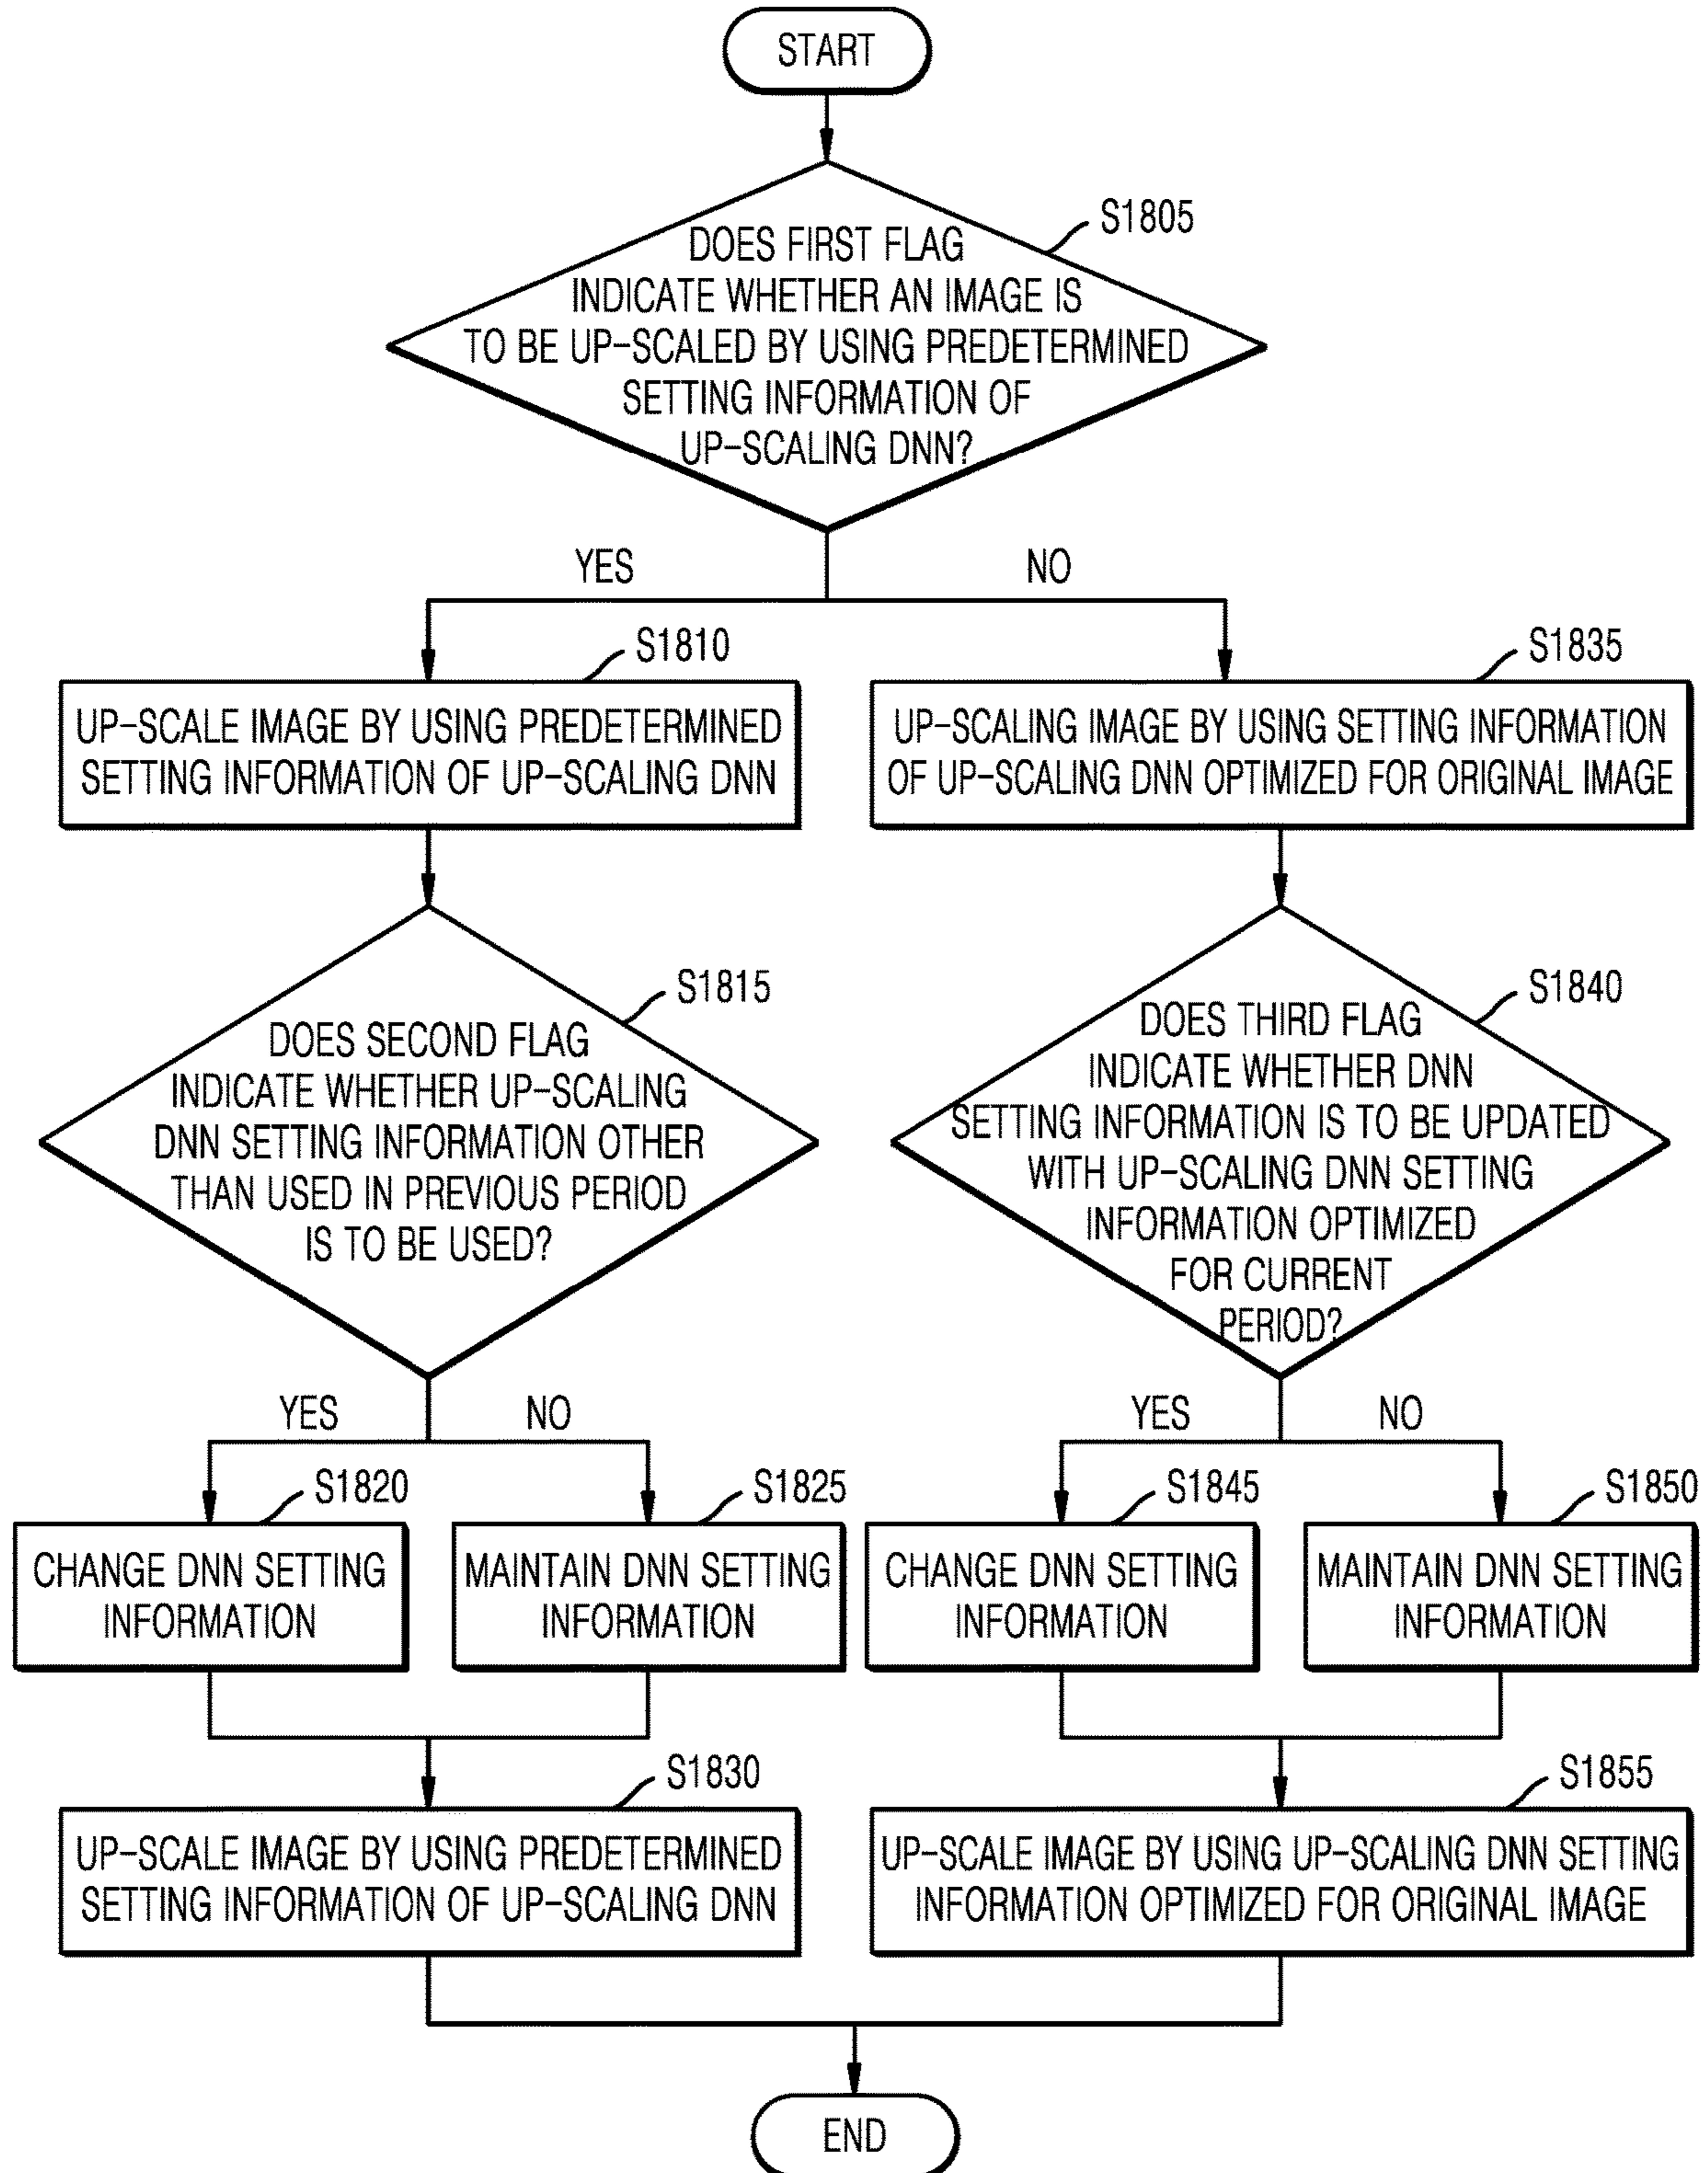 START
S1805
DOES FIRST FLAG
INDICATE WHETHER AN IMAGE IS
TO BE UP-SCALED BY USING PREDETERMINED
SETTING INFORMATION OF
UP-SCALING DNN?
YES
NO
S1810
UP-SCALE IMAGE BY USING PREDETERMINED
SETTING INFORMATION OF UP-SCALING DNN
S1835
UP-SCALING IMAGE BY USING SETTING INFORMATION
OF UP-SCALING DNN OPTIMIZED FOR ORIGINAL IMAGE
S1815
DOES SECOND FLAG
INDICATE WHETHER UP-SCALING
DNN SETTING INFORMATION OTHER
THAN USED IN PREVIOUS PERIOD
IS TO BE USED?
S1840
DOES THIRD FLAG
INDICATE WHETHER DNN
SETTING INFORMATION IS TO BE UPDATED
WITH UP-SCALING DNN SETTING
INFORMATION OPTIMIZED
FOR CURRENT
PERIOD?
YES
NO
YES
NO
S1820
CHANGE DNN SETTING
INFORMATION
S1825
MAINTAIN DNN SETTING
INFORMATION
S1845
CHANGE DNN SETTING
INFORMATION
S1850
MAINTAIN DNN SETTING
INFORMATION
S1830
UP-SCALE IMAGE BY USING PREDETERMINED
SETTING INFORMATION OF UP-SCALING DNN
S1855
UP-SCALE IMAGE BY USING UP-SCALING DNN SETTING
INFORMATION OPTIMIZED FOR ORIGINAL IMAGE
END